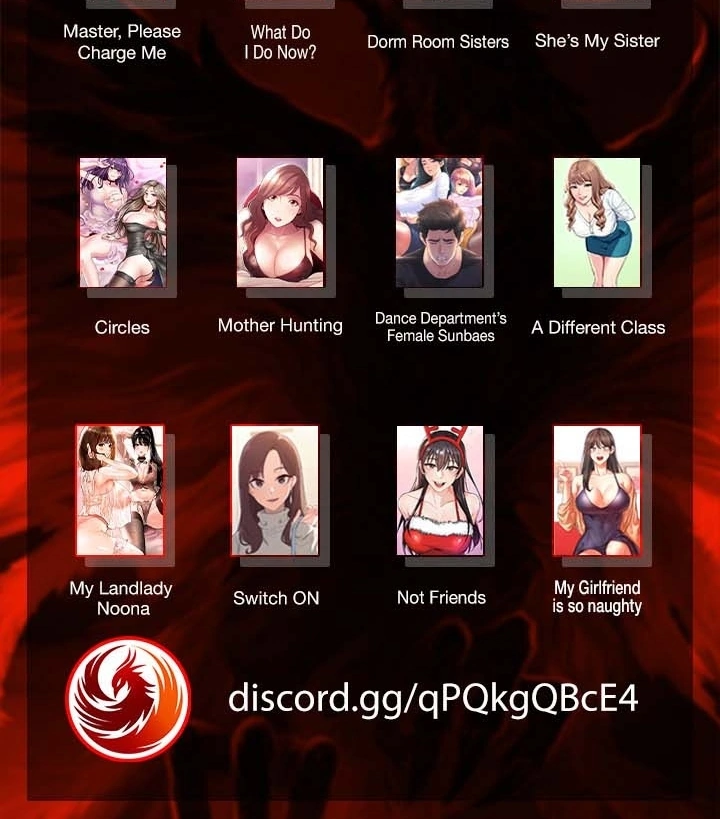 Master, Please
Charge Me
What Do
I Do Now?
Dorm Room Sisters
She's My Sister
Circles
Mother Hunting
Dance Department's
Female Sunbaes
A Different Class
My Landlady
Noona
Switch ON
Not Friends
My Girlfriend
is so naughty
discord.gg/qPQkgQBcE4